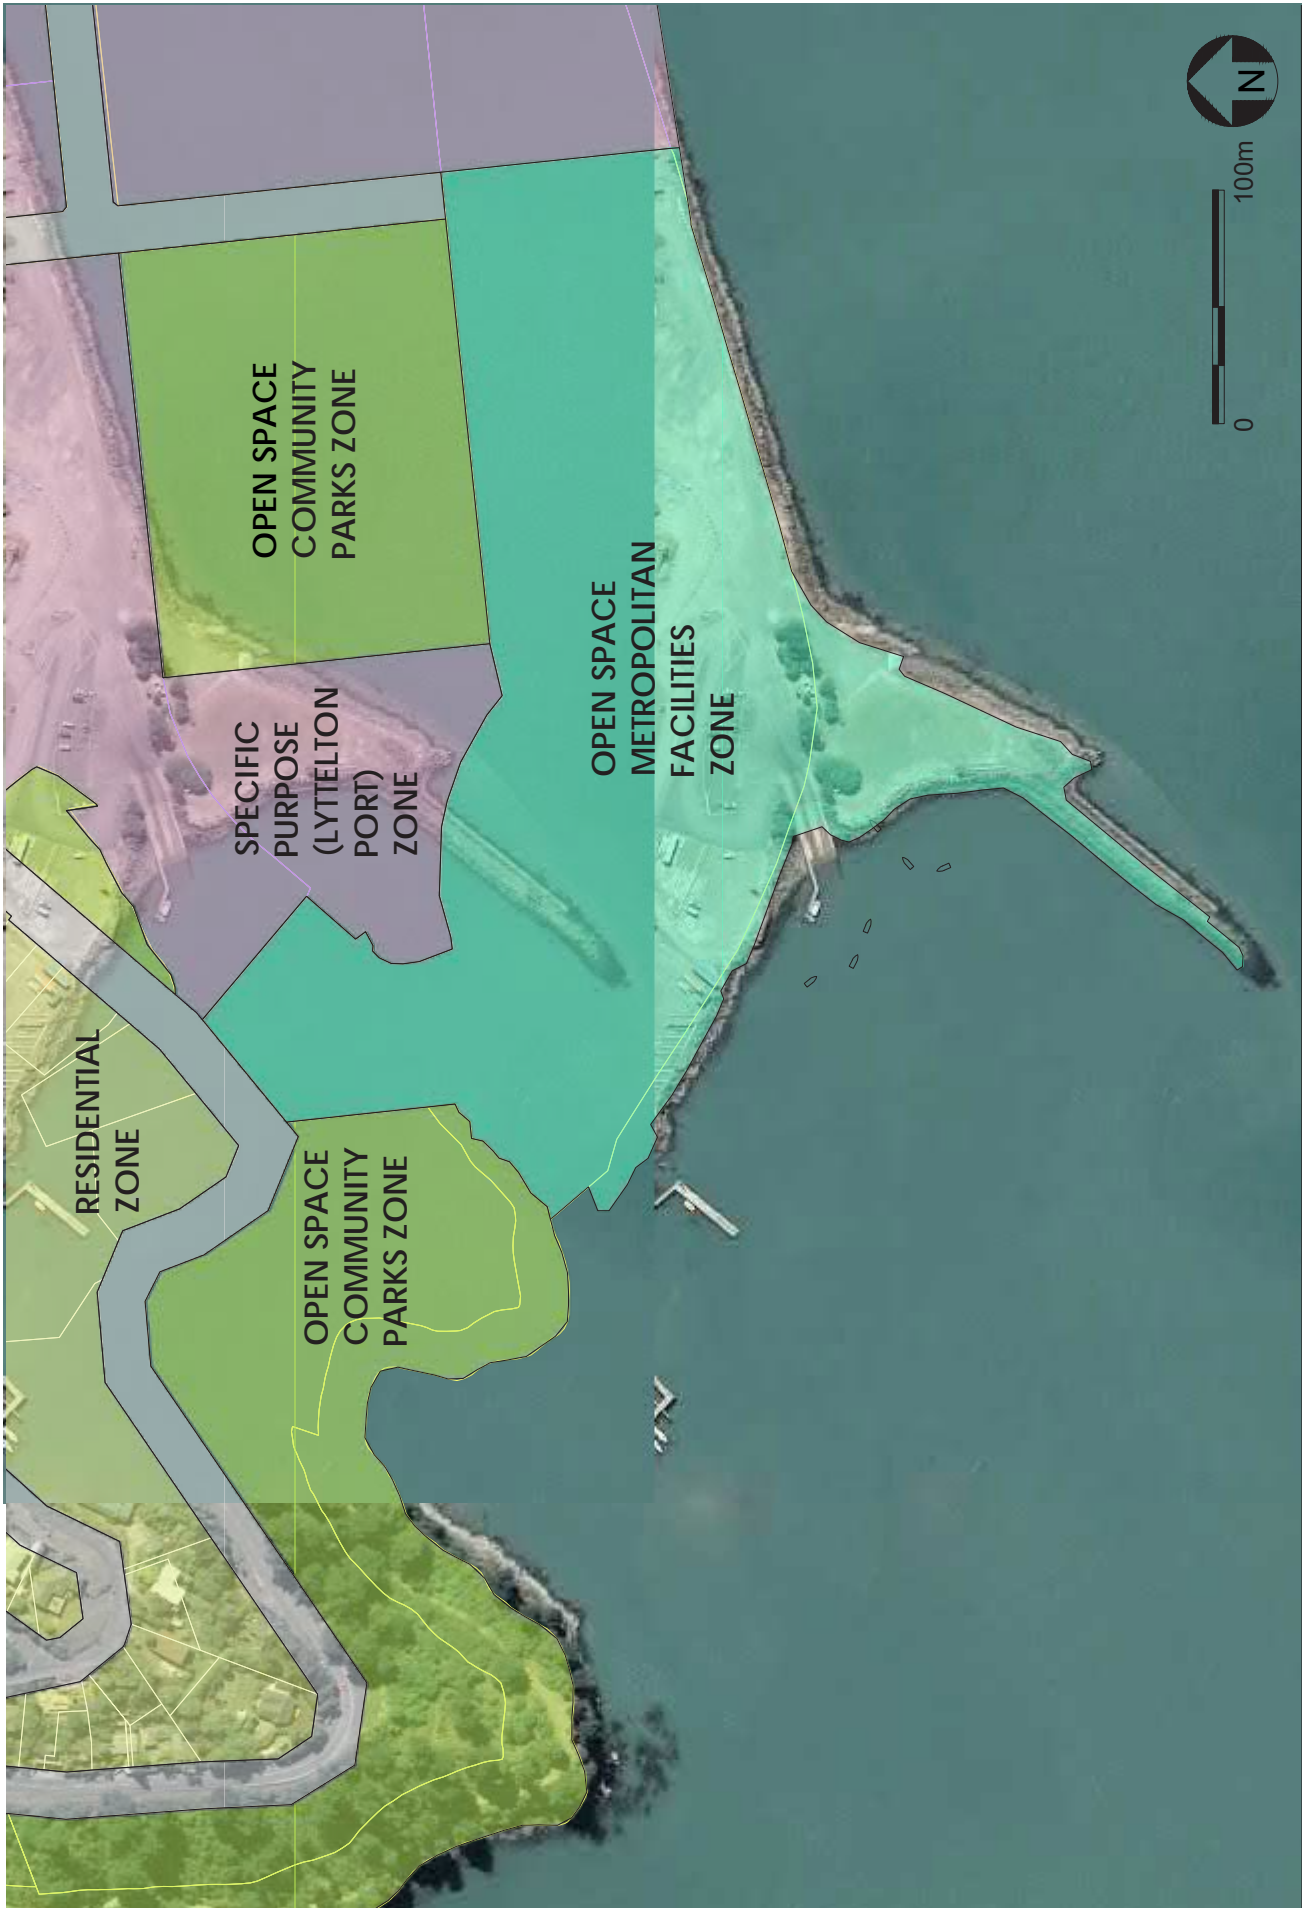 RESIDENTIAL
ZONE
OPEN SPACE
COMMUNITY
PARKS ZONE
SPECIFIC
PURPOSE
(LYTTELTON
PORT)
ZONE
OPEN SPACE
COMMUNITY
PARKS ZONE
OPEN SPACE
METROPOLITAN
FACILITIES
ZONE
N
0
100m